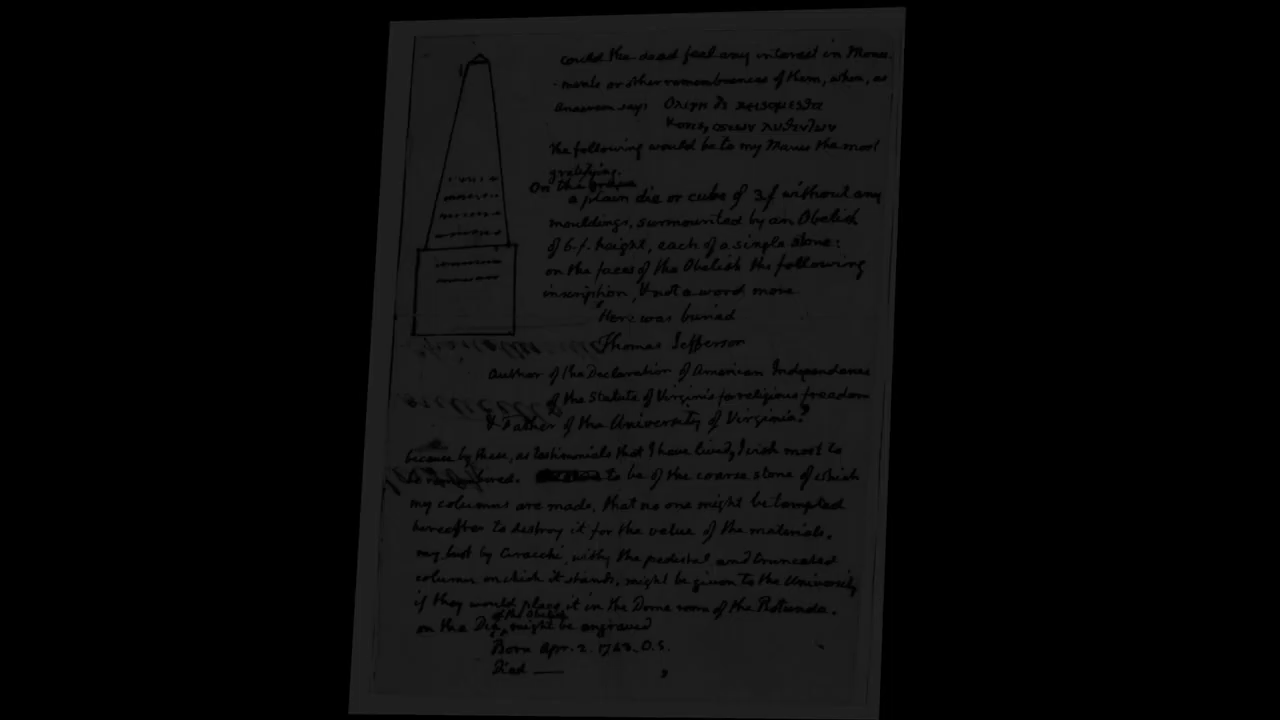 could the dead feel any interest in Monu-
-ments or other remembrances of them, when, as
Anacreon says
the following would be to my Manes the most
gratifying.
On the grave
a plain die or cube of 3.f without any
mouldings, surmounted by an Obelisk
of 6.f. height, each of a single stone:
on the faces of the Obelisk the following
inscription, & not a word more
Here was buried
Thomas Jefferson
Author of the Declaration of American Independance
of the Statute of Virginia for religious freedom
& Father of the University of Virginia.
because by these, as testimonials that I have lived, I wish most to
be remembered. to be of the coarse stone of which
my columns are made, that no one might be tempted
hereafter to destroy it for the value of the materials.
my bust by Ciracchi, with the pedestal and truncated
column on which it stands, might be given to the University
if they would place it in the Dome room of the Rotunda.
of the Obelisk
on the Die, might be engraved
Born Apr. 2. 1743. O.S.
Died ——